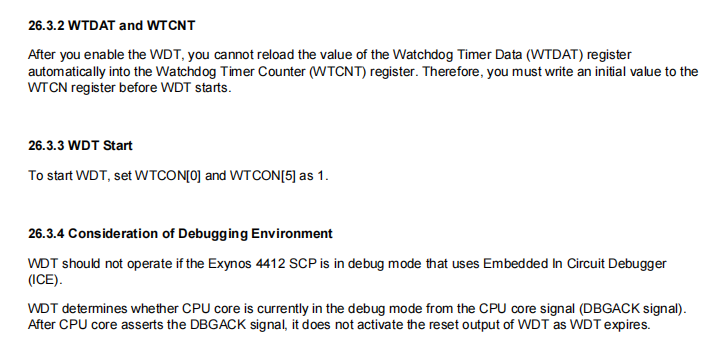 26.3.2 WTDAT and WTCNT
After you enable the WDT, you cannot reload the value of the Watchdog Timer Data (WTDAT) register
automatically into the Watchdog Timer Counter (WTCNT) register. Therefore, you must write an initial value to the
WTCN register before WDT starts.
26.3.3 WDT Start
To start WDT, set WTCON[0] and WTCON[5] as 1.
26.3.4 Consideration of Debugging Environment
WDT should not operate if the Exynos 4412 SCP is in debug mode that uses Embedded In Circuit Debugger
(ICE).
WDT determines whether CPU core is currently in the debug mode from the CPU core signal (DBGACK signal).
After CPU core asserts the DBGACK signal, it does not activate the reset output of WDT as WDT expires.